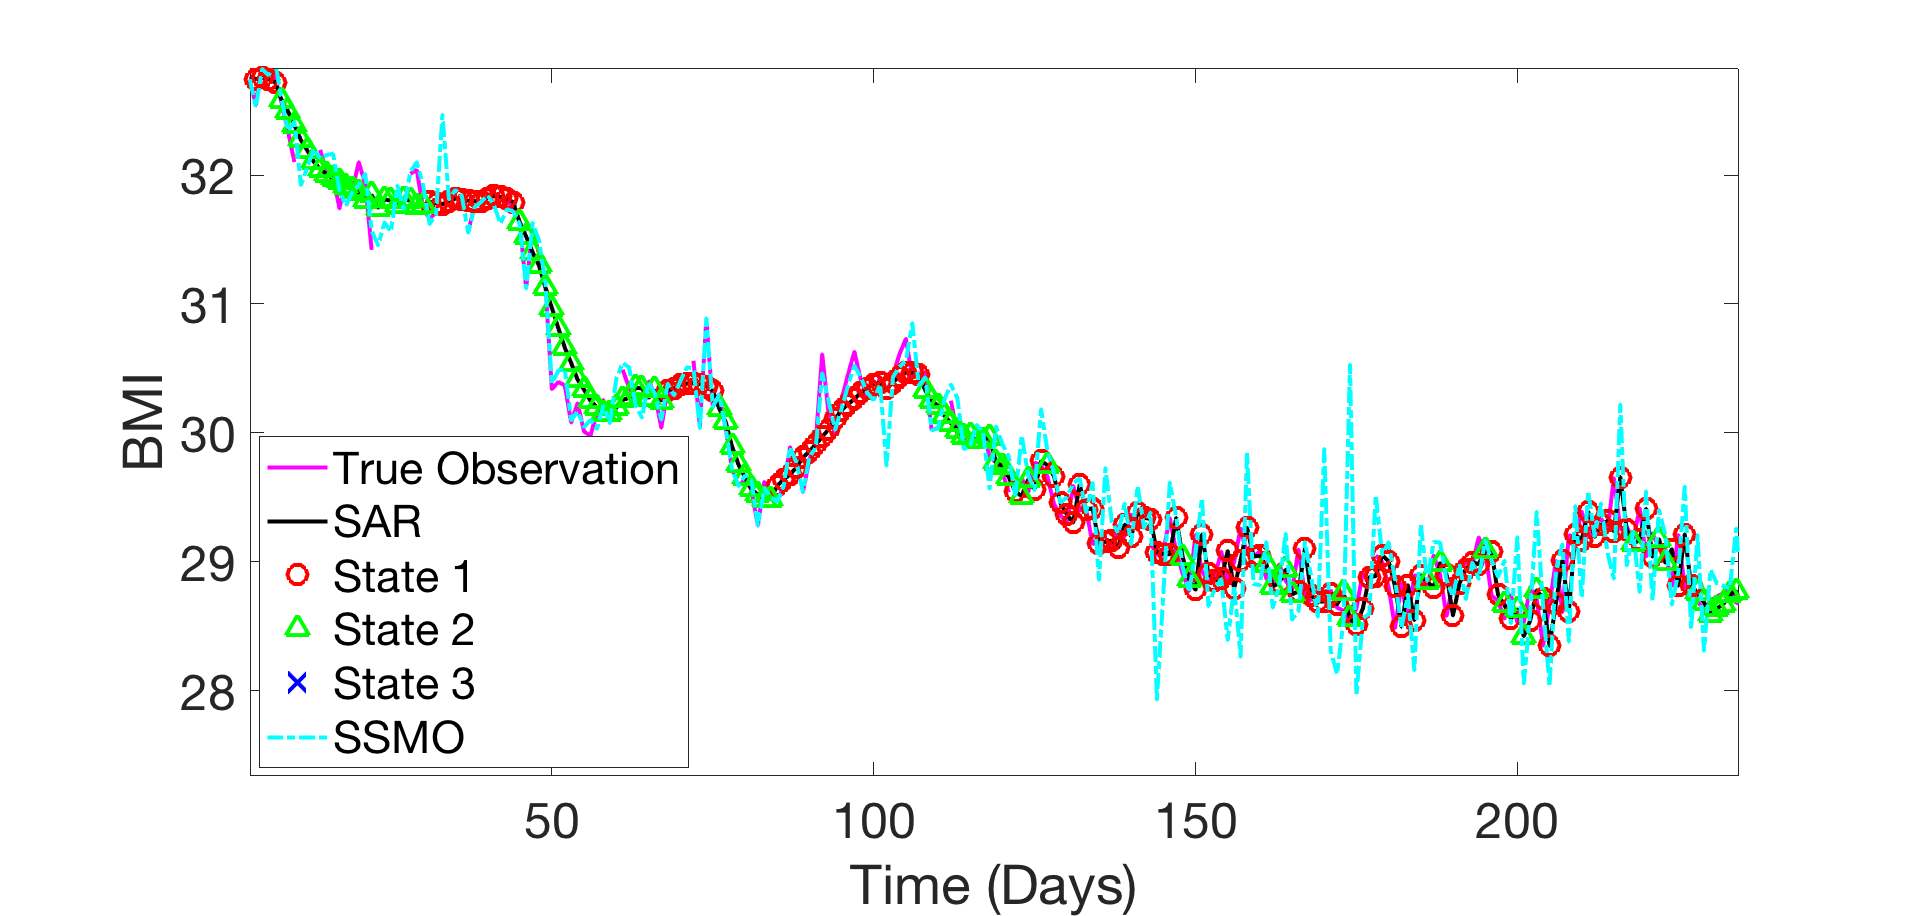 32
31
30
29
28
BMI
True Observation
SAR
State 1
State 2
State 3
SSMO
50
100
150
200
Time (Days)